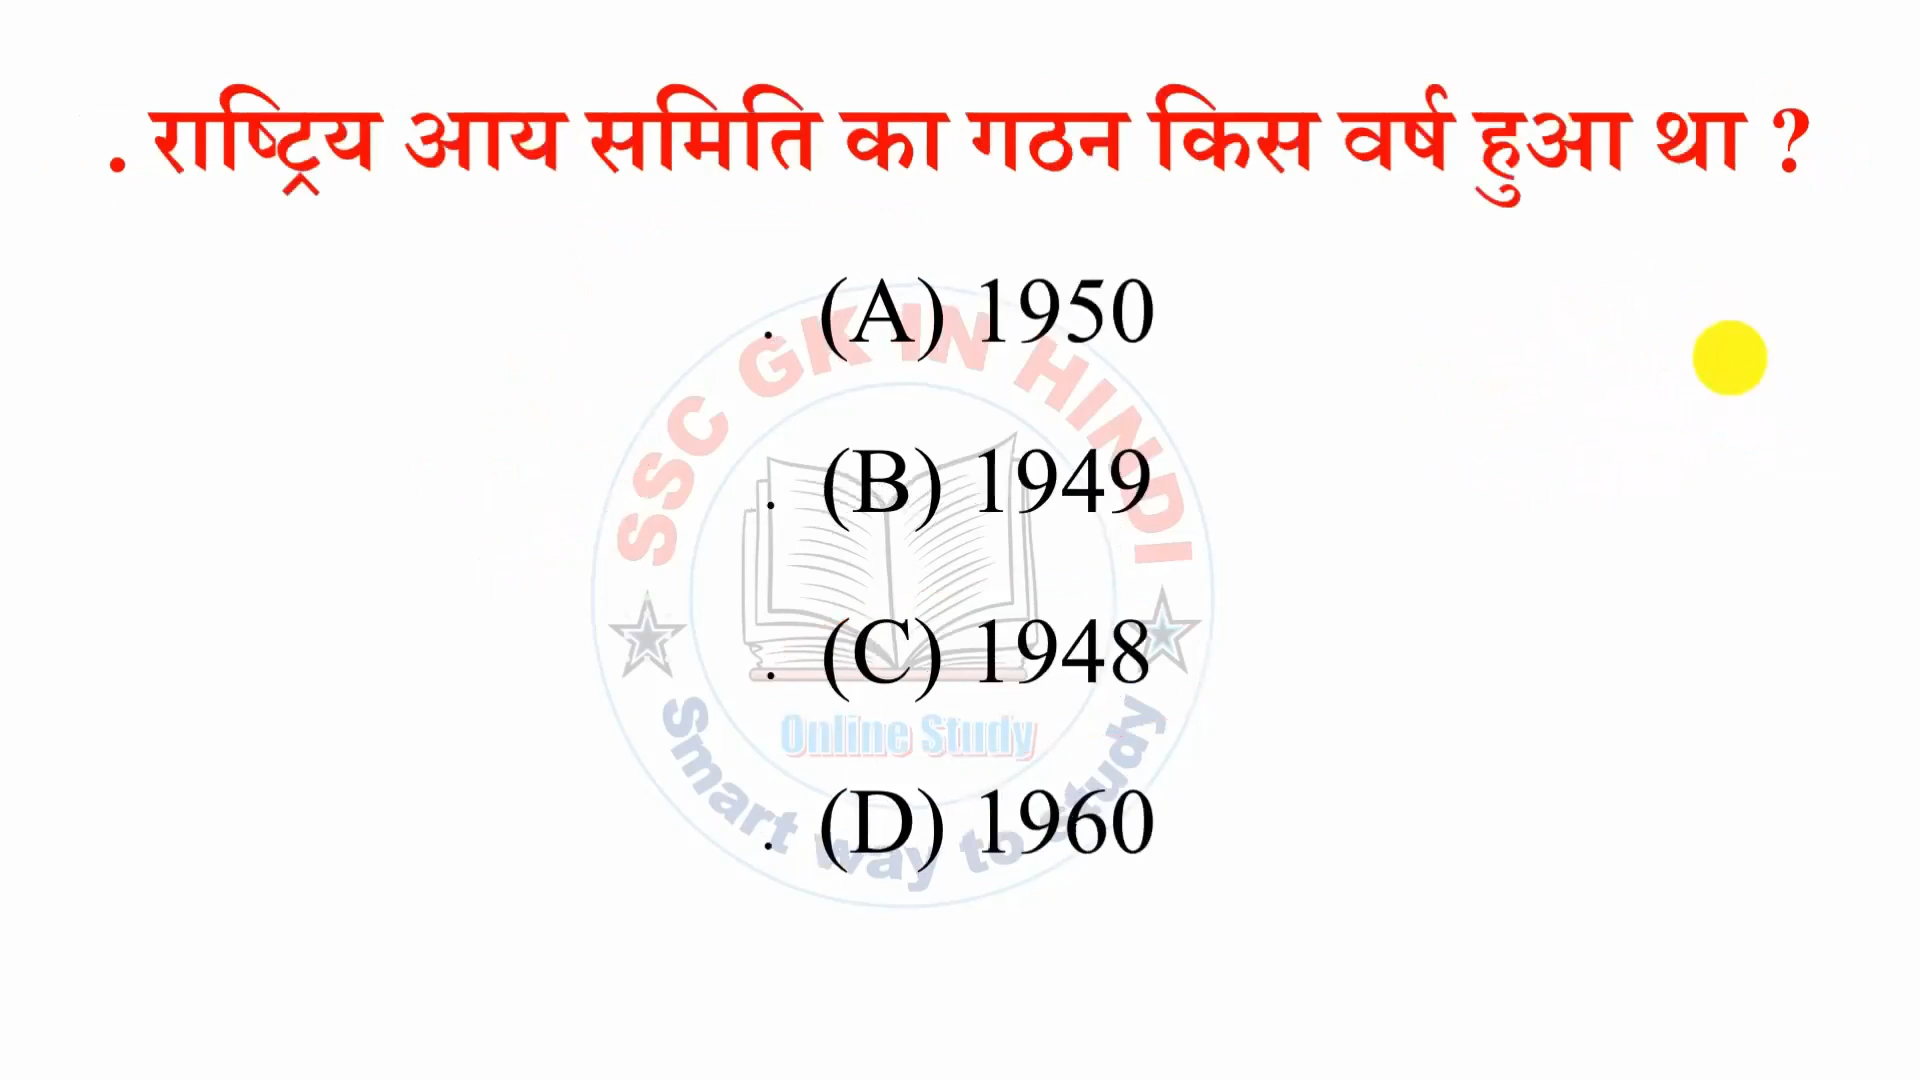 . राष्ट्रिय आय समिति का गठन किस वर्ष हुआ था ?
. (A) 1950
. (B) 1949
. (C) 1948
. (D) 1960
SSC GK IN HINDI
Online Study
Smart way to study